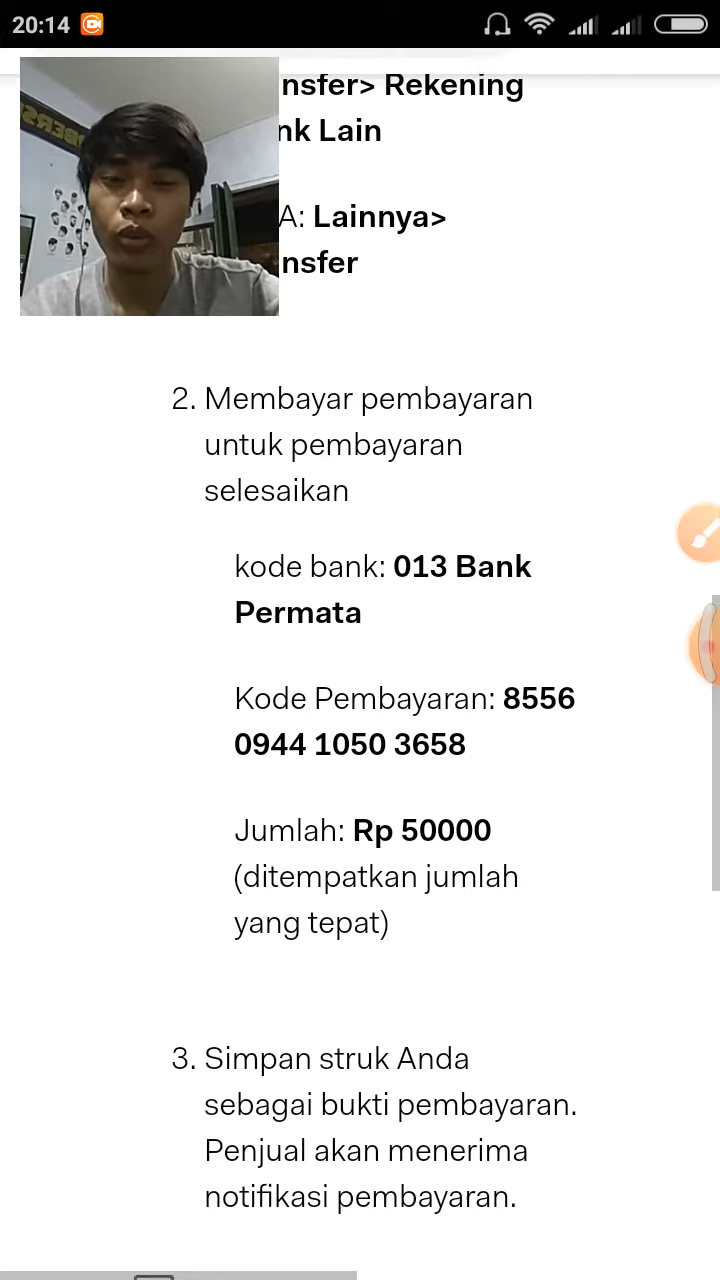 20:14
nsfer> Rekening
nk Lain
A: Lainnya>
nsfer
2. Membayar pembayaran
untuk pembayaran
selesaikan
kode bank: 013 Bank
Permata
Kode Pembayaran: 8556
0944 1050 3658
Jumlah: Rp 50000
(ditempatkan jumlah
yang tepat)
3. Simpan struk Anda
sebagai bukti pembayaran.
Penjual akan menerima
notifikasi pembayaran.